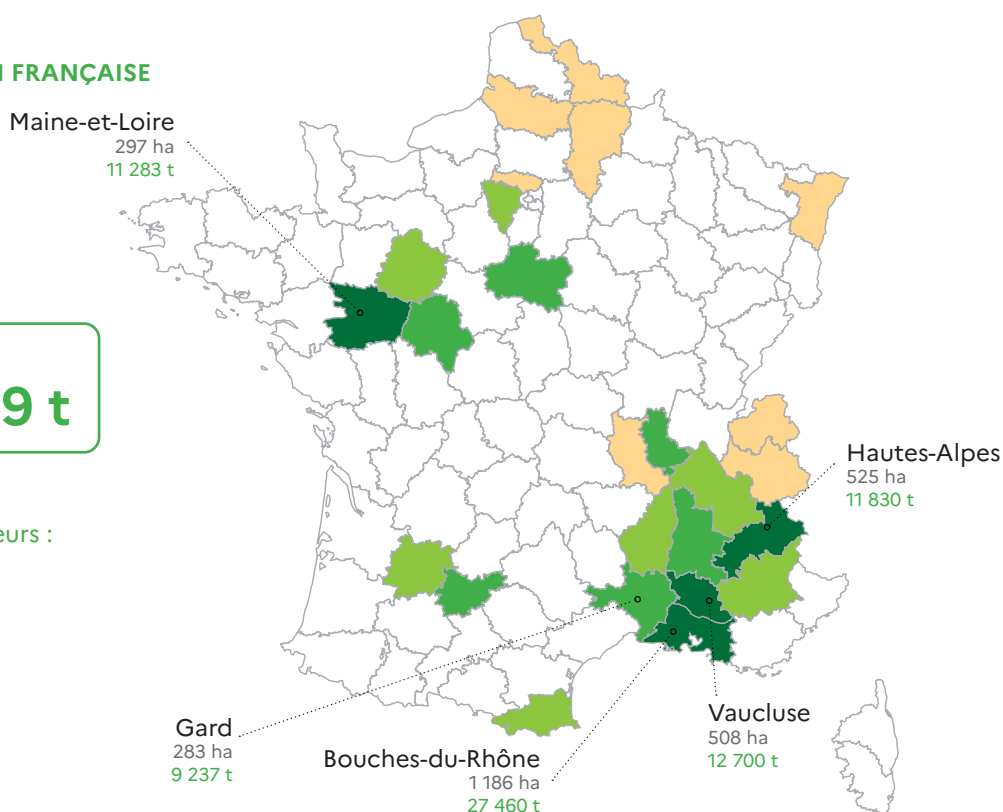 FRANÇAISE
Maine-et-Loire
297 ha
11 283 t
9 t
Hautes-Alpes
525 ha
11 830 t
eurs :
Gard
283 ha
9 237 t
Bouches-du-Rhône
1 186 ha
27 460 t
Vaucluse
508 ha
12 700 t